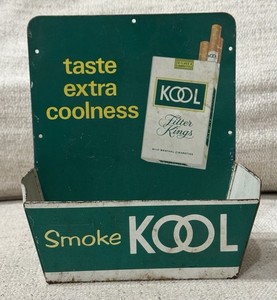 taste
extra
coolness
KOOL
Filter
Kings
Smoke KOOL